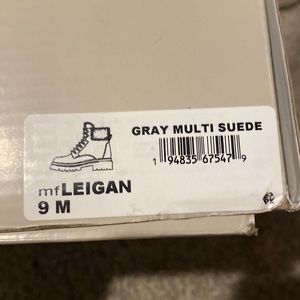 GRAY MULTI SUEDE
1 94835 67547 9
mfLEIGAN
9 M